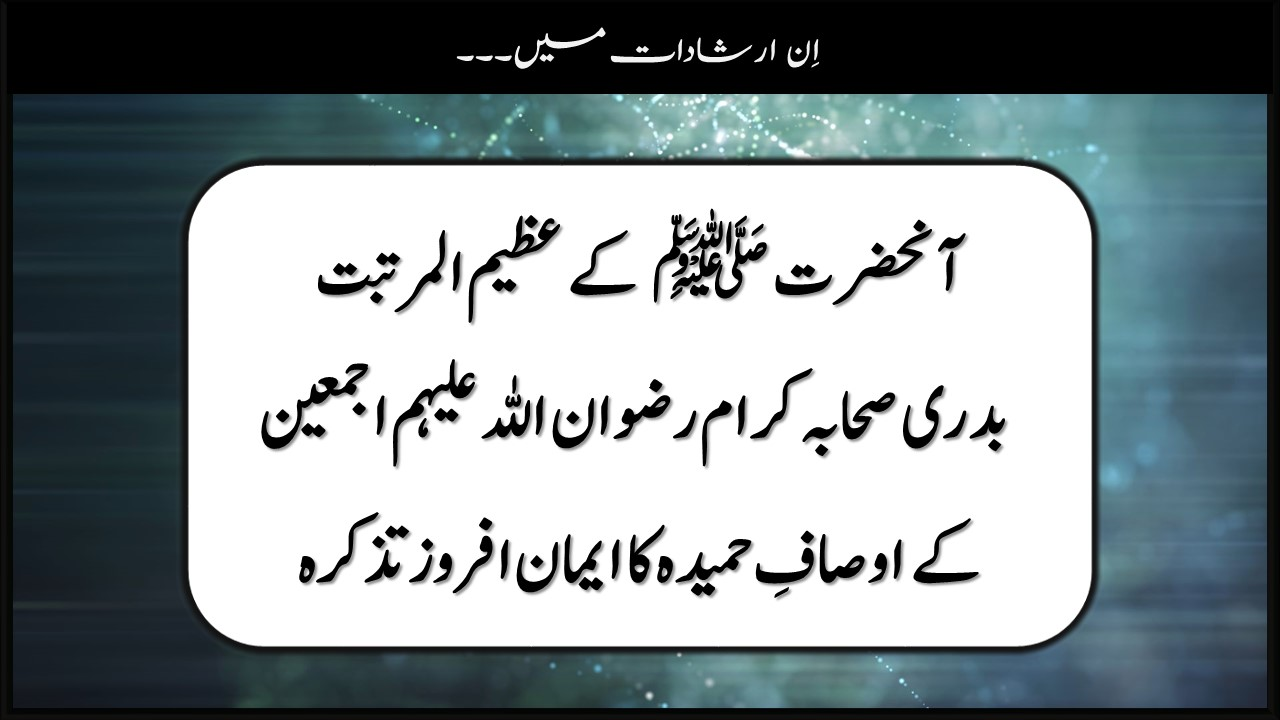 اِن ارشادات میں۔۔۔
آنحضرت ﷺ کے عظیم المرتبت
بدری صحابہ کرام رضوان اللہ علیہم اجمعین
کے اوصافِ حمیدہ کا ایمان افروز تذکرہ